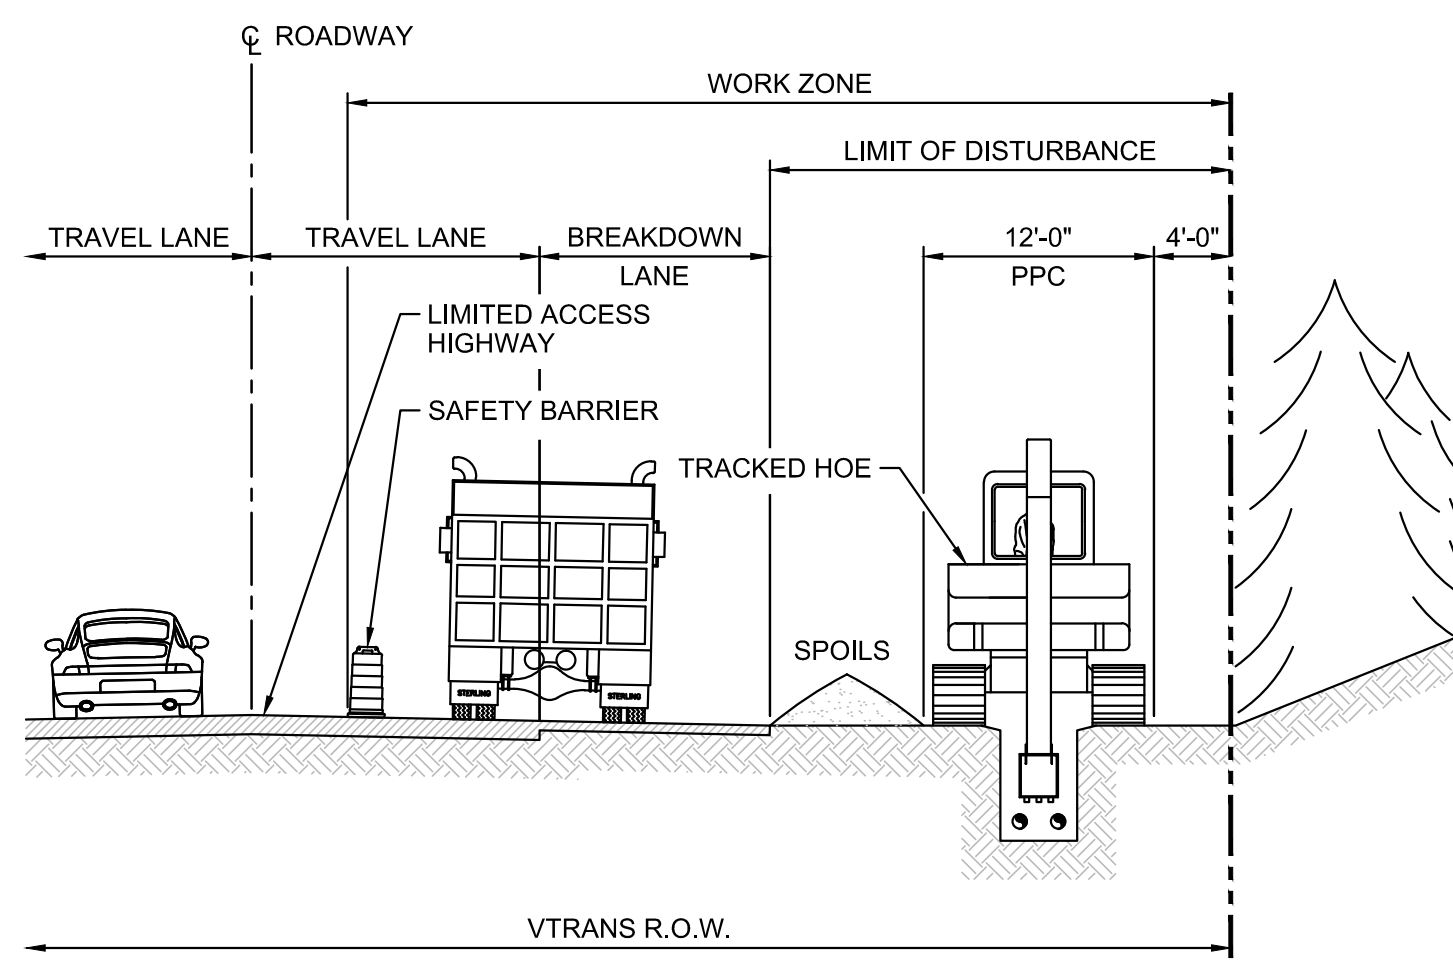 ℄ ROADWAY
WORK ZONE
LIMIT OF DISTURBANCE
TRAVEL LANE
TRAVEL LANE
BREAKDOWN
LANE
12'-0"
PPC
4'-0"
LIMITED ACCESS
HIGHWAY
SAFETY BARRIER
TRACKED HOE
SPOILS
STERLING
STERLING
VTRANS R.O.W.